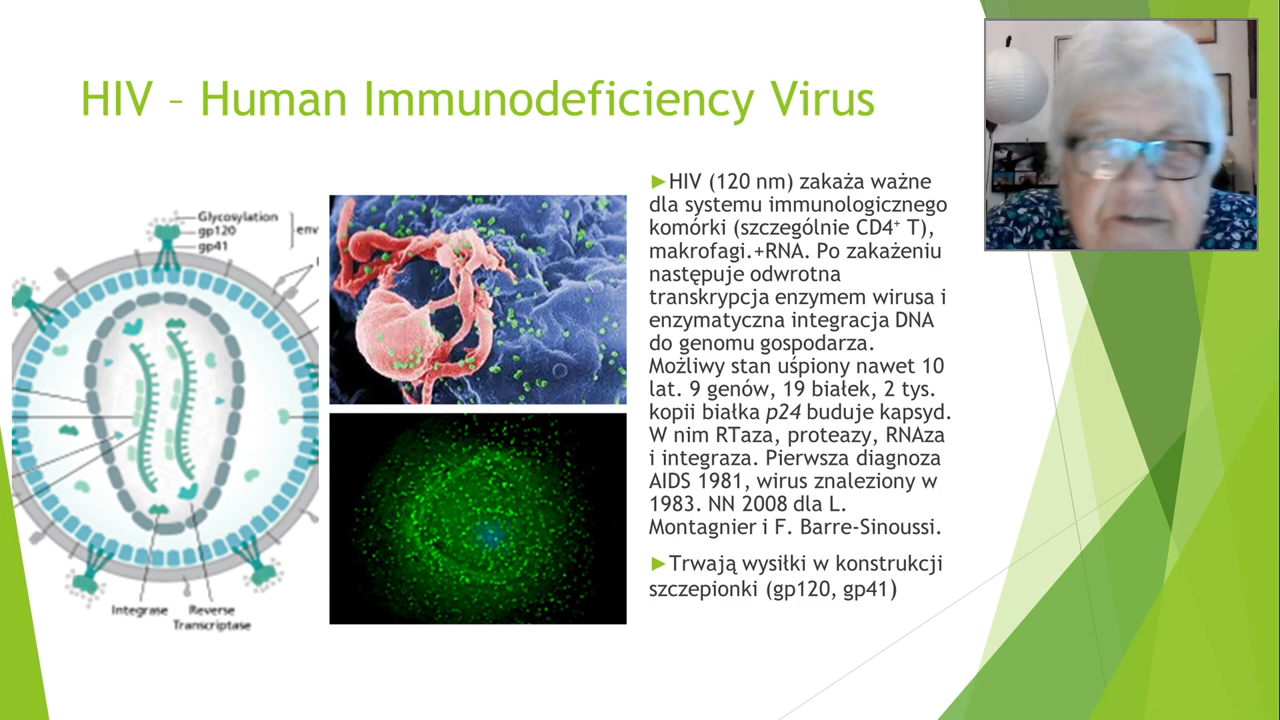 HIV – Human Immunodeficiency Virus
Glycosylation
gp120
gp41
env
►HIV (120 nm) zakaża ważne
dla systemu immunologicznego
komórki (szczególnie CD4⁺ T),
makrofagi.+RNA. Po zakażeniu
następuje odwrotna
transkrypcja enzymem wirusa i
enzymatyczna integracja DNA
do genomu gospodarza.
Możliwy stan uśpiony nawet 10
lat. 9 genów, 19 białek, 2 tys.
kopii białka p24 buduje kapsyd.
W nim RTaza, proteazy, RNAza
i integraza. Pierwsza diagnoza
AIDS 1981, wirus znaleziony w
1983. NN 2008 dla L.
Montagnier i F. Barre-Sinoussi.
►Trwają wysiłki w konstrukcji
szczepionki (gp120, gp41)
Integrase Reverse
Transcriptase